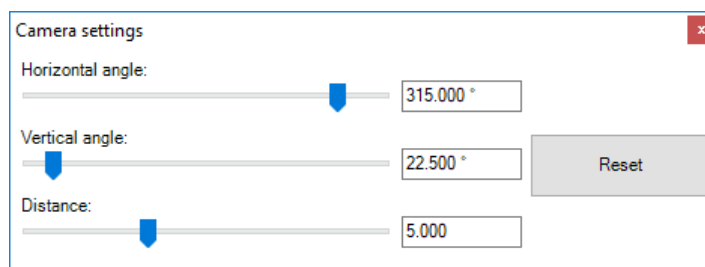 Camera settings
x
Horizontal angle:
315.000 °
Vertical angle:
22.500 °
Reset
Distance:
5.000